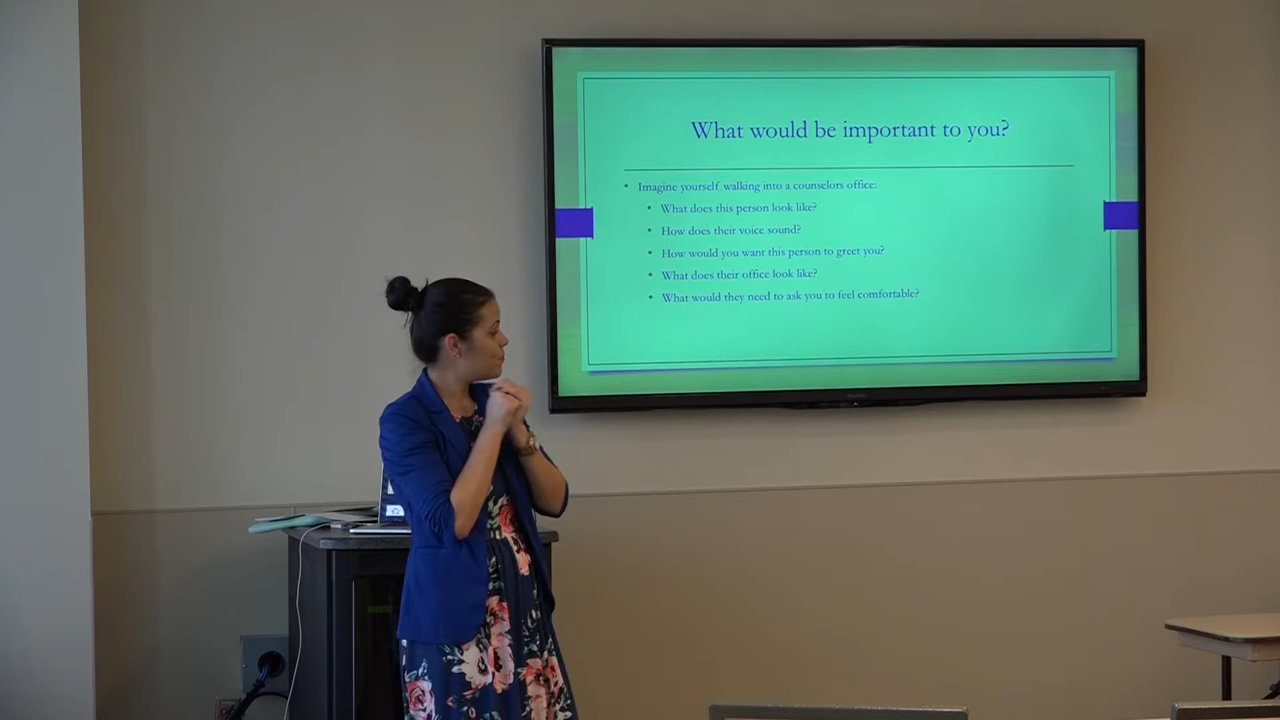 What would be important to you?
• Imagine yourself walking into a counselors office:
• What does this person look like?
• How does their voice sound?
• How would you want this person to greet you?
• What does their office look like?
• What would they need to ask you to feel comfortable?